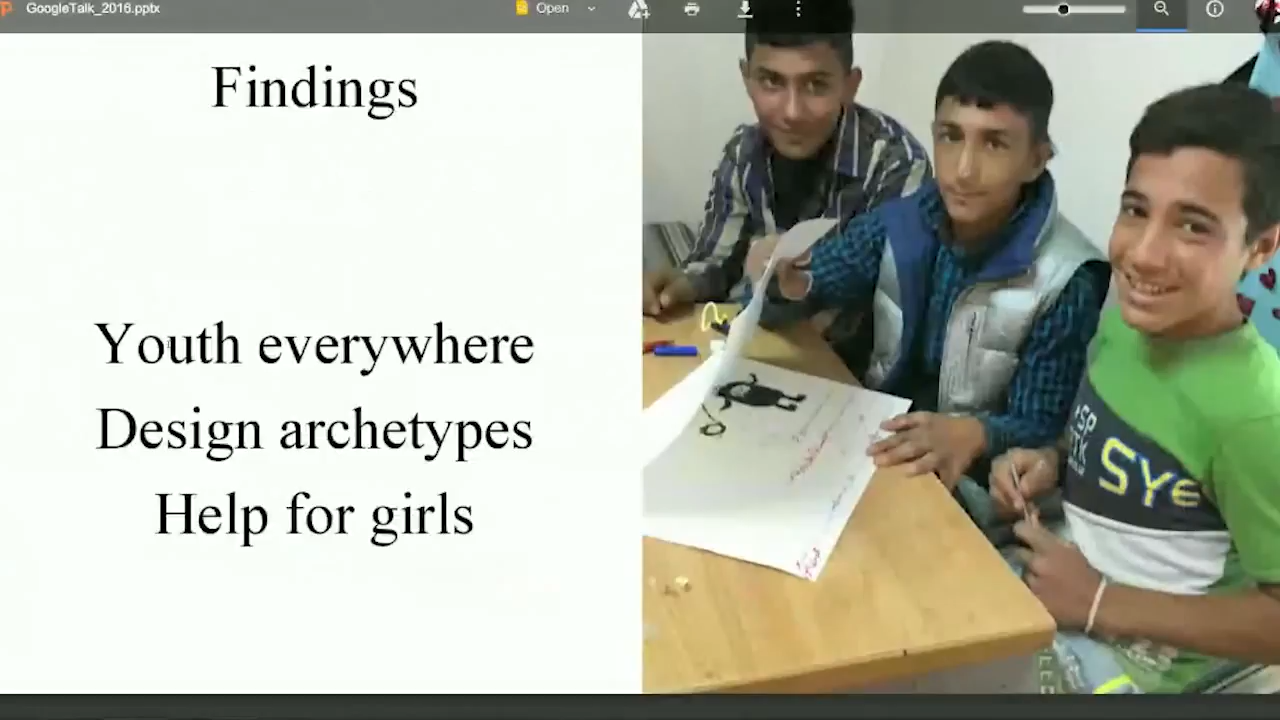 GoogleTalk_2016.pptx
Open
Findings
Youth everywhere
Design archetypes
Help for girls
SYE